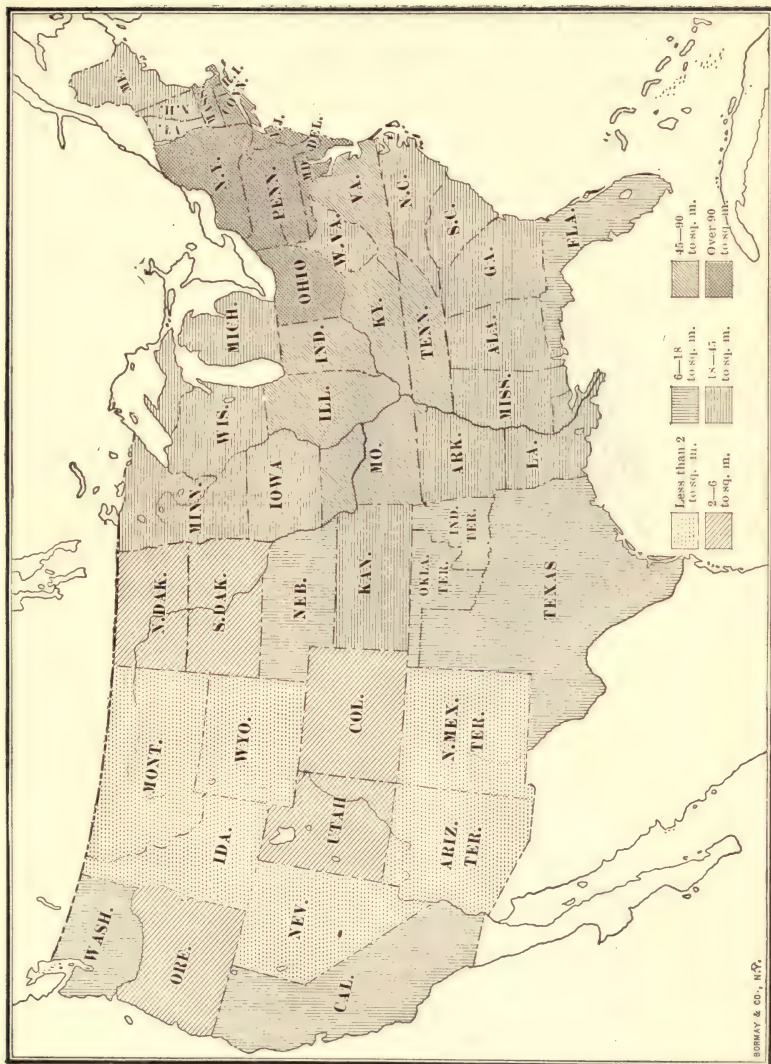 WASH.
ORE.
CAL.
NEV.
IDA.
MONT.
WYO.
UTAH
COL.
ARIZ.
TER.
N.MEX.
TER.
N.DAK.
S.DAK.
NEB.
KAN.
OKLA.
TER.
IND.
TER.
TEXAS
MINN.
IOWA
MO.
ARK.
LA.
WIS.
ILL.
MICH.
IND.
OHIO
KY.
TENN.
MISS.
ALA.
GA.
FLA.
S.C.
N.C.
VA.
W.VA.
MD.
DEL.
PENN.
N.Y.
Less than 2
to sq. m.
2—6
to sq. m.
6—18
to sq. m.
18—45
to sq. m.
45—90
to sq. m.
Over 90
to sq. m.
BORMAY & CO., N.Y.